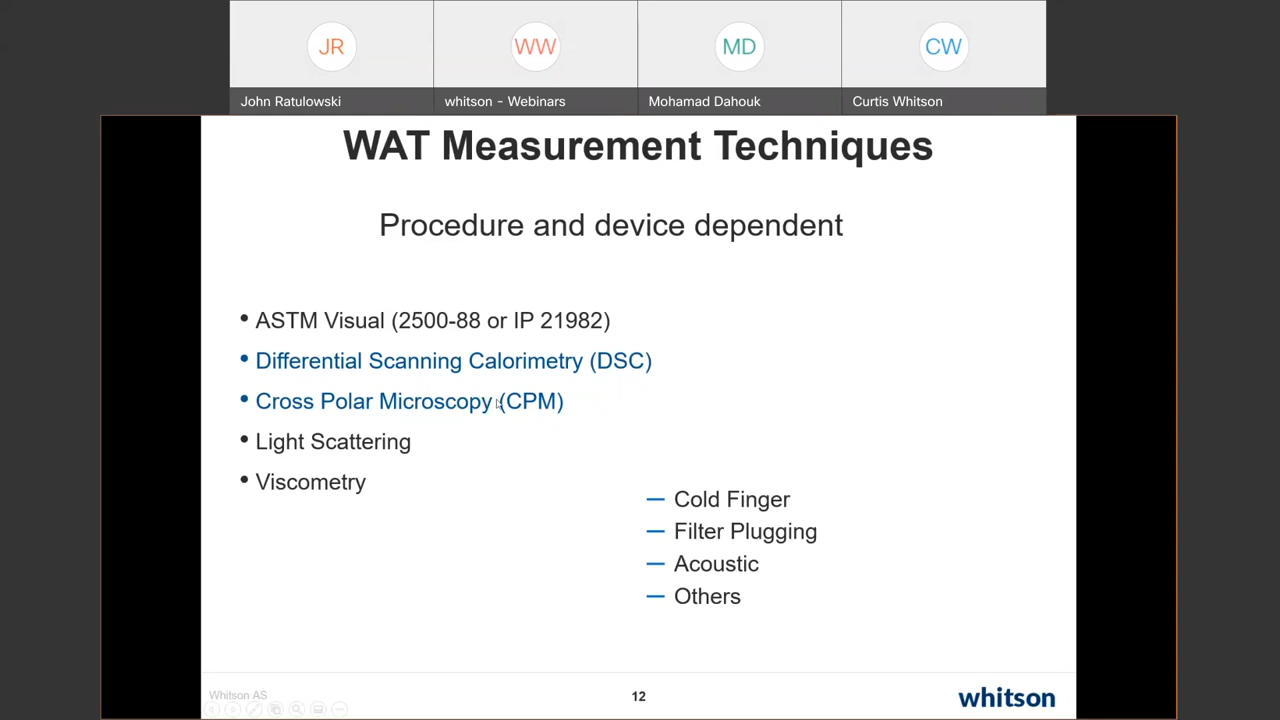 JR
WW
MD
CW
John Ratulowski
whitson - Webinars
Mohamad Dahouk
Curtis Whitson
WAT Measurement Techniques
Procedure and device dependent
• ASTM Visual (2500-88 or IP 21982)
• Differential Scanning Calorimetry (DSC)
• Cross Polar Microscopy (CPM)
• Light Scattering
• Viscometry
— Cold Finger
— Filter Plugging
— Acoustic
— Others
Whitson AS
12
whitson